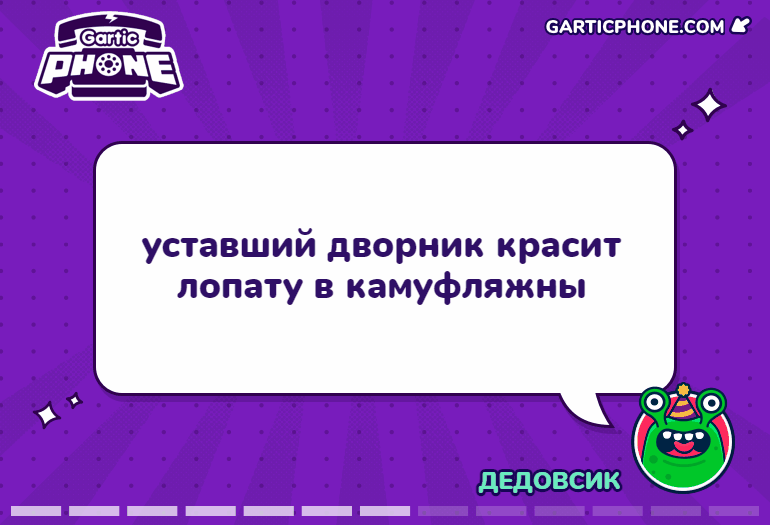 Gartic
PHONE
GARTICPHONE.COM
уставший дворник красит
лопату в камуфляжны
ДЕДОВСИК